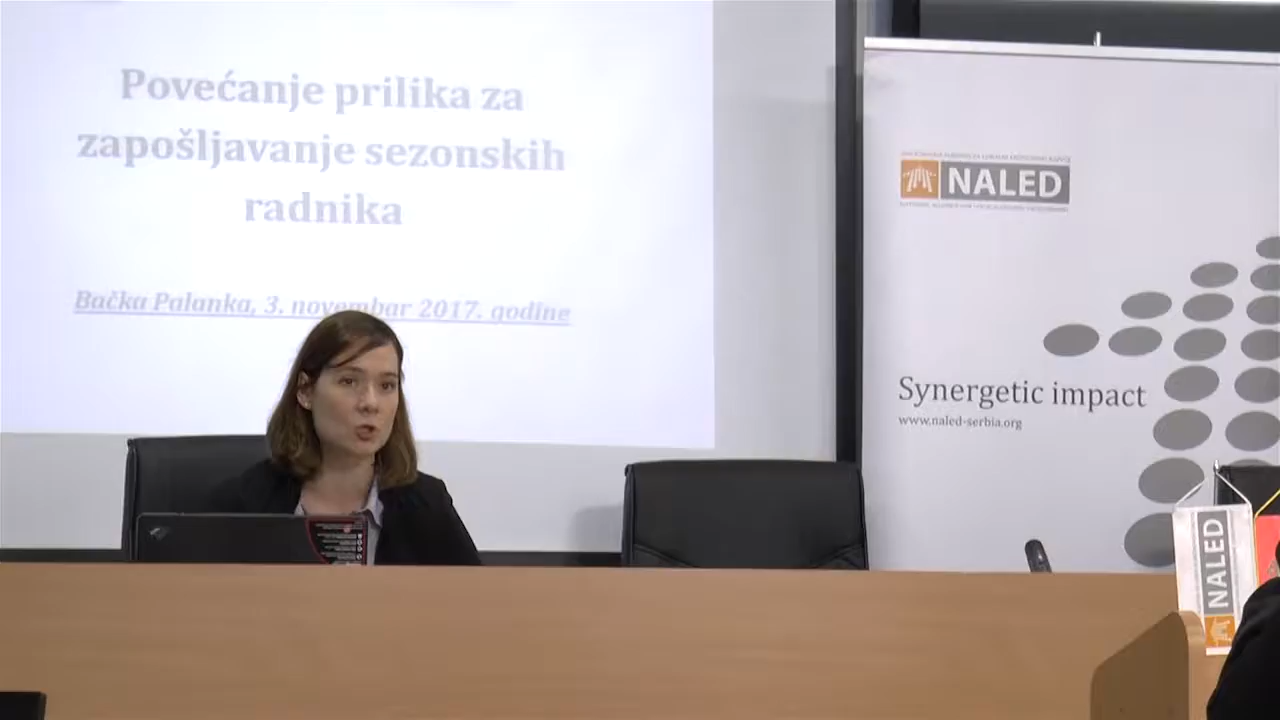 Povećanje prilika za
zapošljavanje sezonskih
radnika
Bačka Palanka, 3. novembar 2017. godine
NALED
Synergetic impact
www.naled-serbia.org
NALED